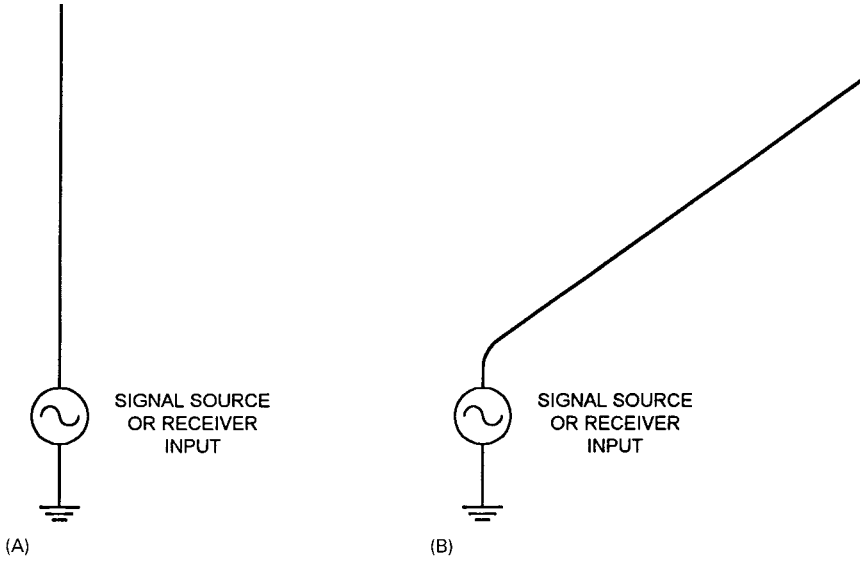 SIGNAL SOURCE
OR RECEIVER
INPUT
(A)
SIGNAL SOURCE
OR RECEIVER
INPUT
(B)